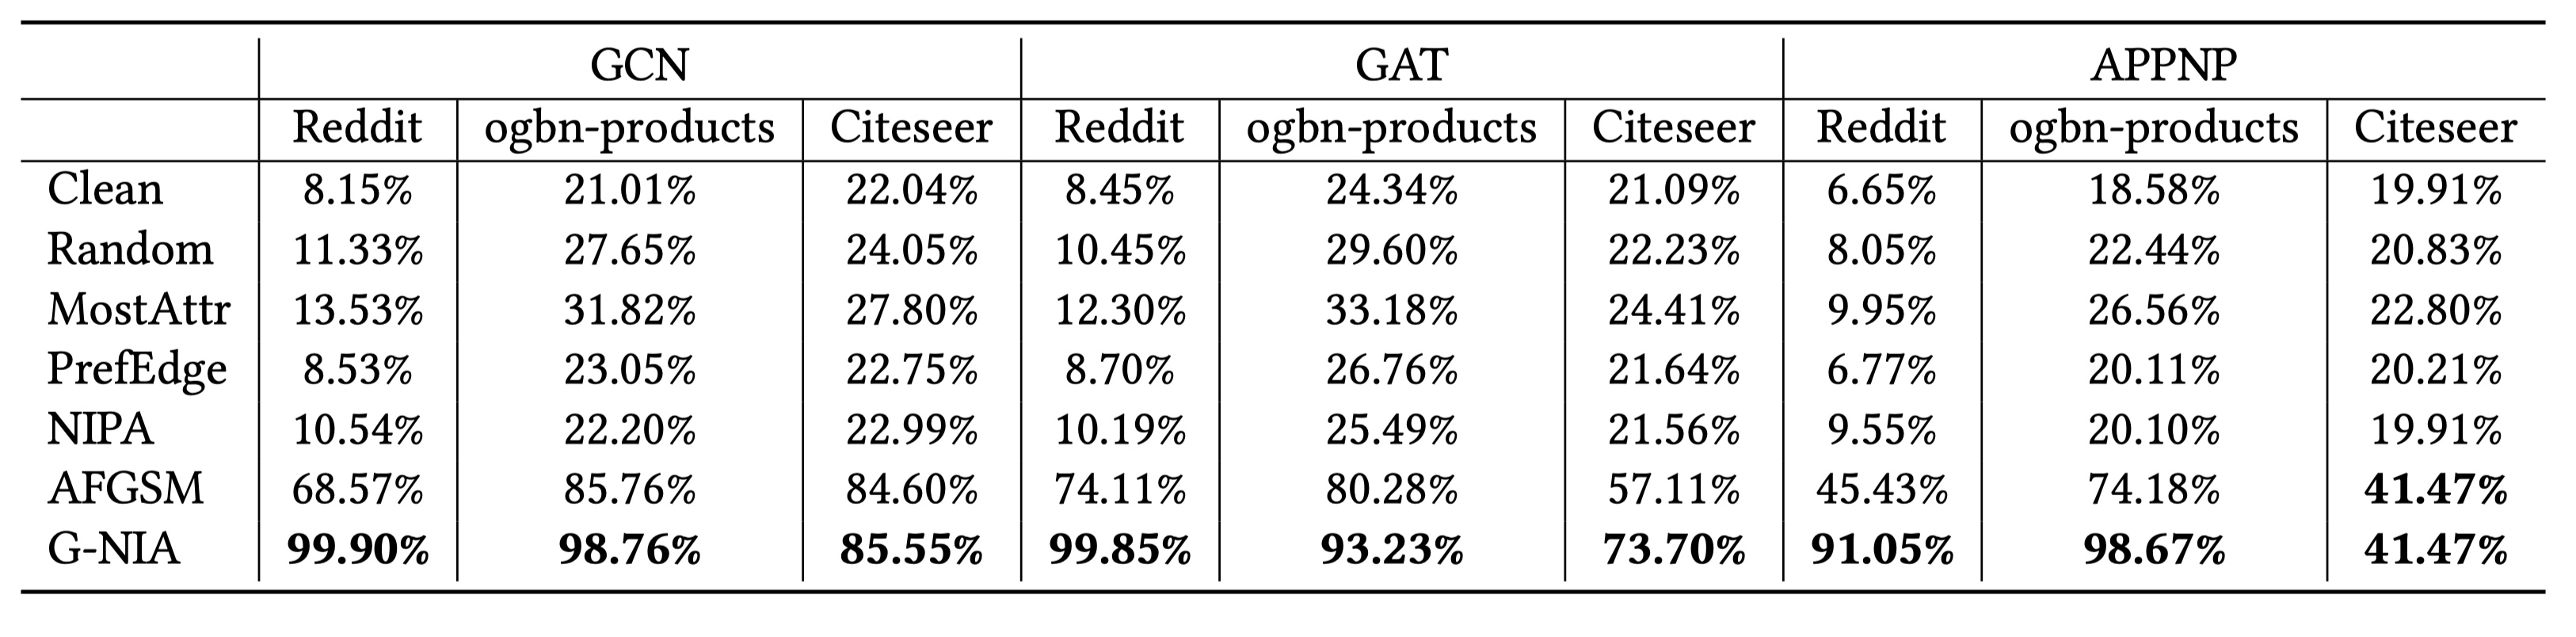 GCN GAT APPNP
Reddit ogbn-products Citeseer Reddit ogbn-products Citeseer Reddit ogbn-products Citeseer
Clean 8.15% 21.01% 22.04% 8.45% 24.34% 21.09% 6.65% 18.58% 19.91%
Random 11.33% 27.65% 24.05% 10.45% 29.60% 22.23% 8.05% 22.44% 20.83%
MostAttr 13.53% 31.82% 27.80% 12.30% 33.18% 24.41% 9.95% 26.56% 22.80%
PrefEdge 8.53% 23.05% 22.75% 8.70% 26.76% 21.64% 6.77% 20.11% 20.21%
NIPA 10.54% 22.20% 22.99% 10.19% 25.49% 21.56% 9.55% 20.10% 19.91%
AFGSM 68.57% 85.76% 84.60% 74.11% 80.28% 57.11% 45.43% 74.18% 41.47%
G-NIA 99.90% 98.76% 85.55% 99.85% 93.23% 73.70% 91.05% 98.67% 41.47%